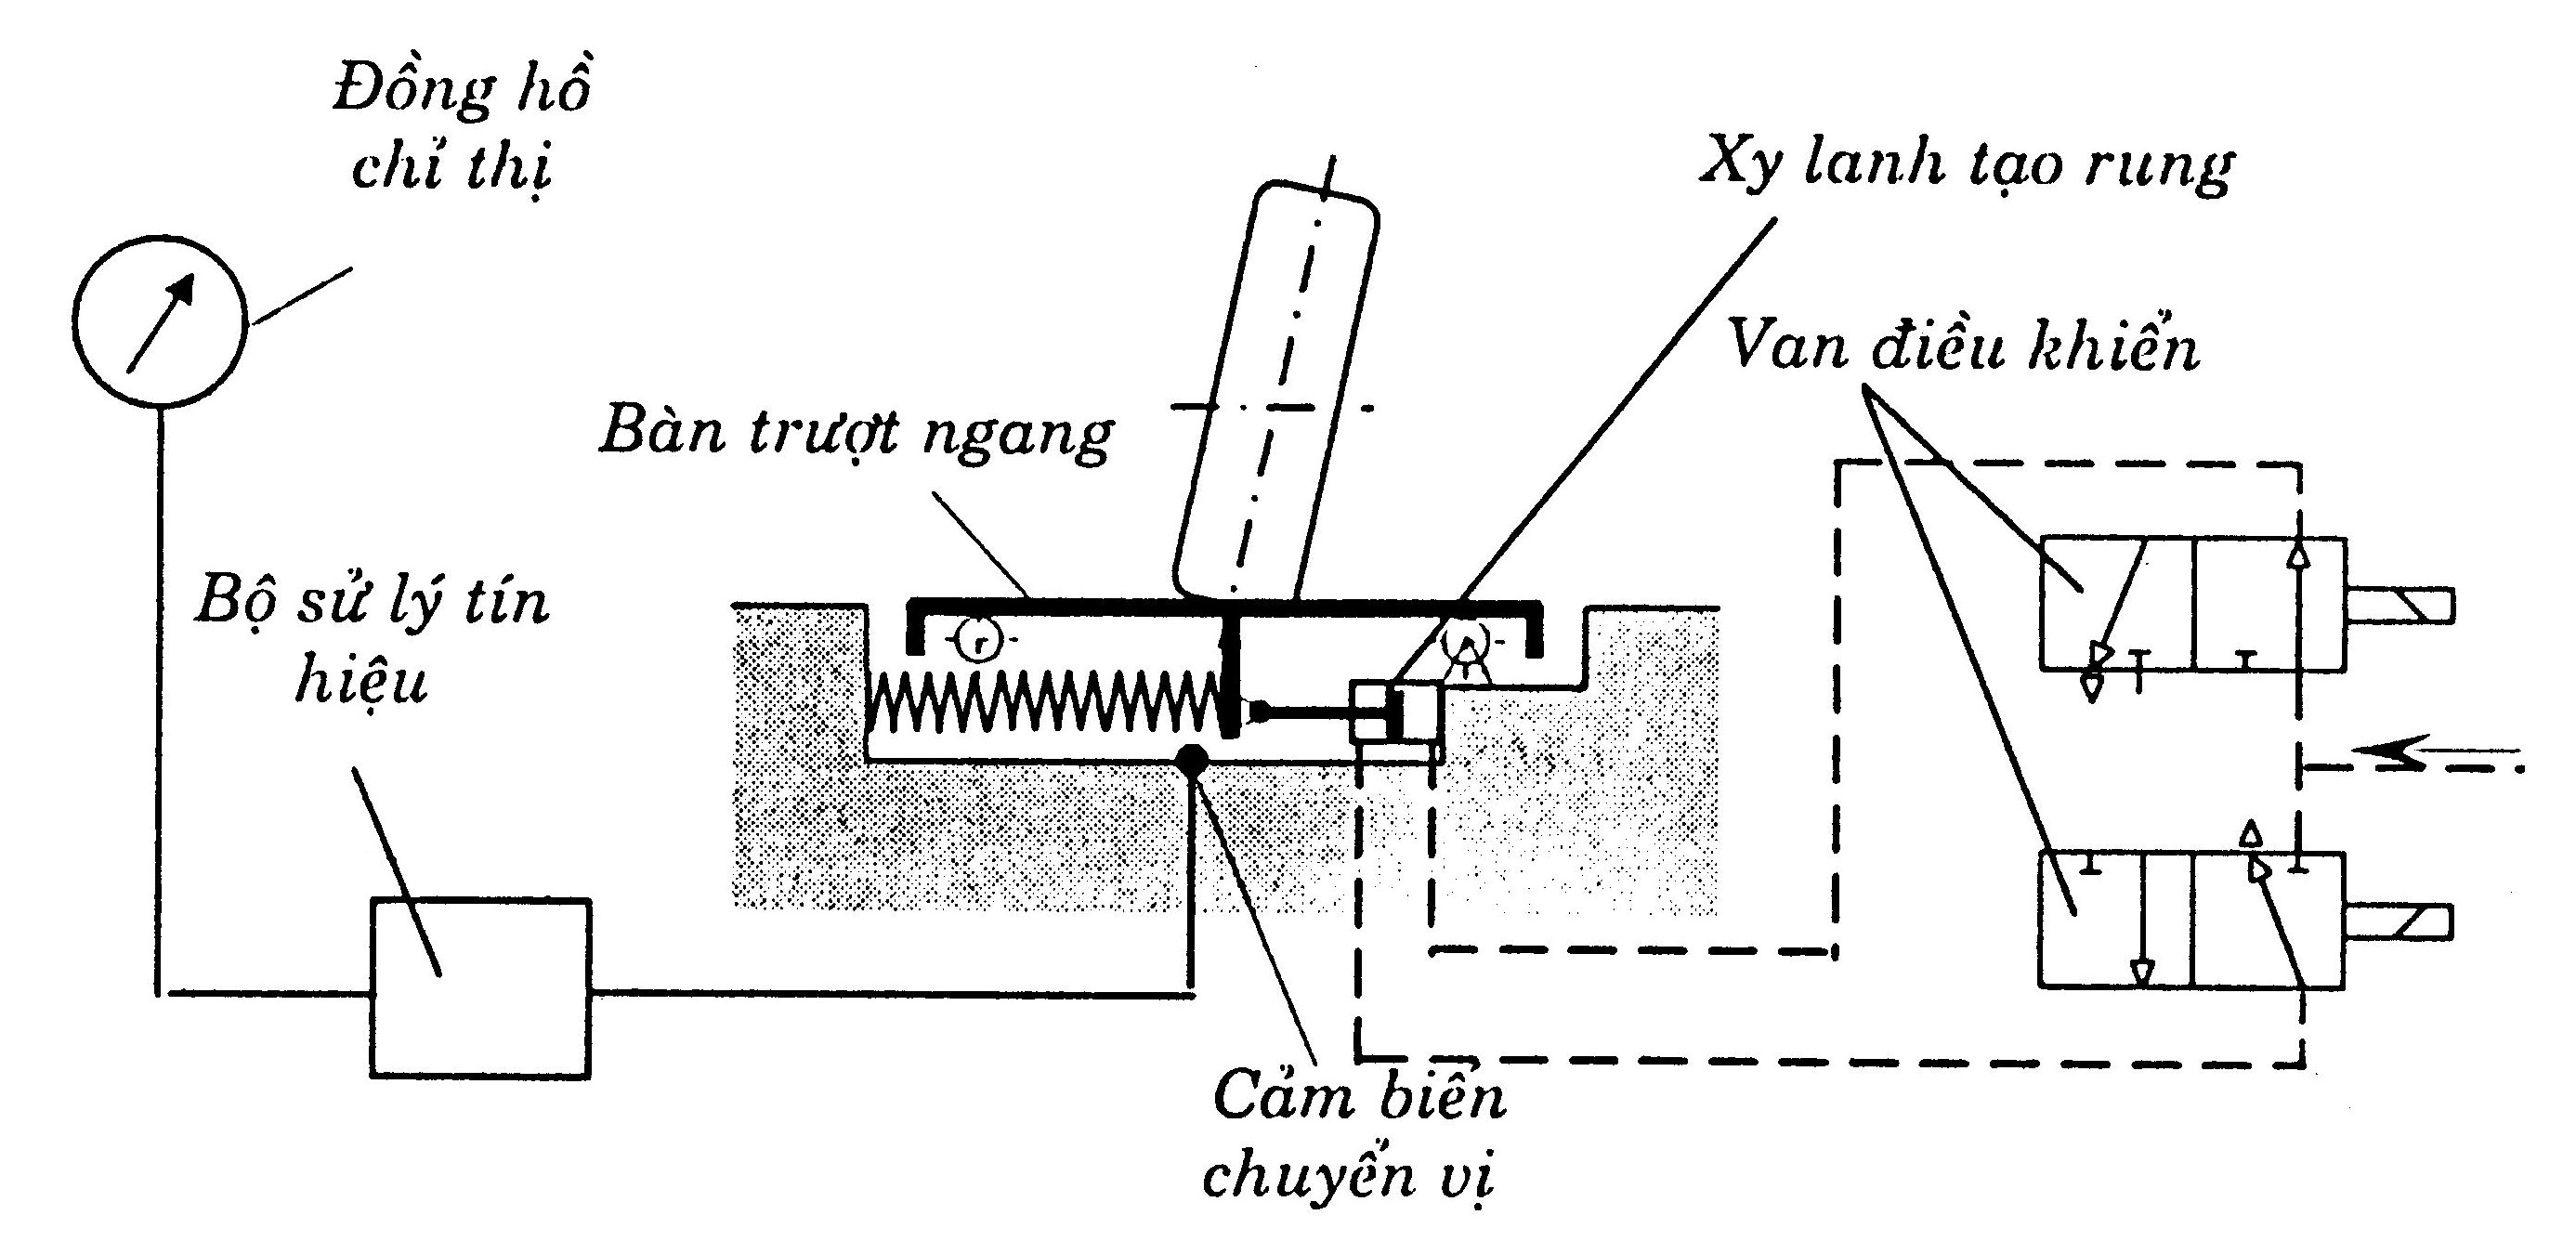 Đồng hồ
chỉ thị
Xy lanh tạo rung
Van điều khiển
Bàn trượt ngang
Bộ sử lý tín
hiệu
Cảm biến
chuyển vị